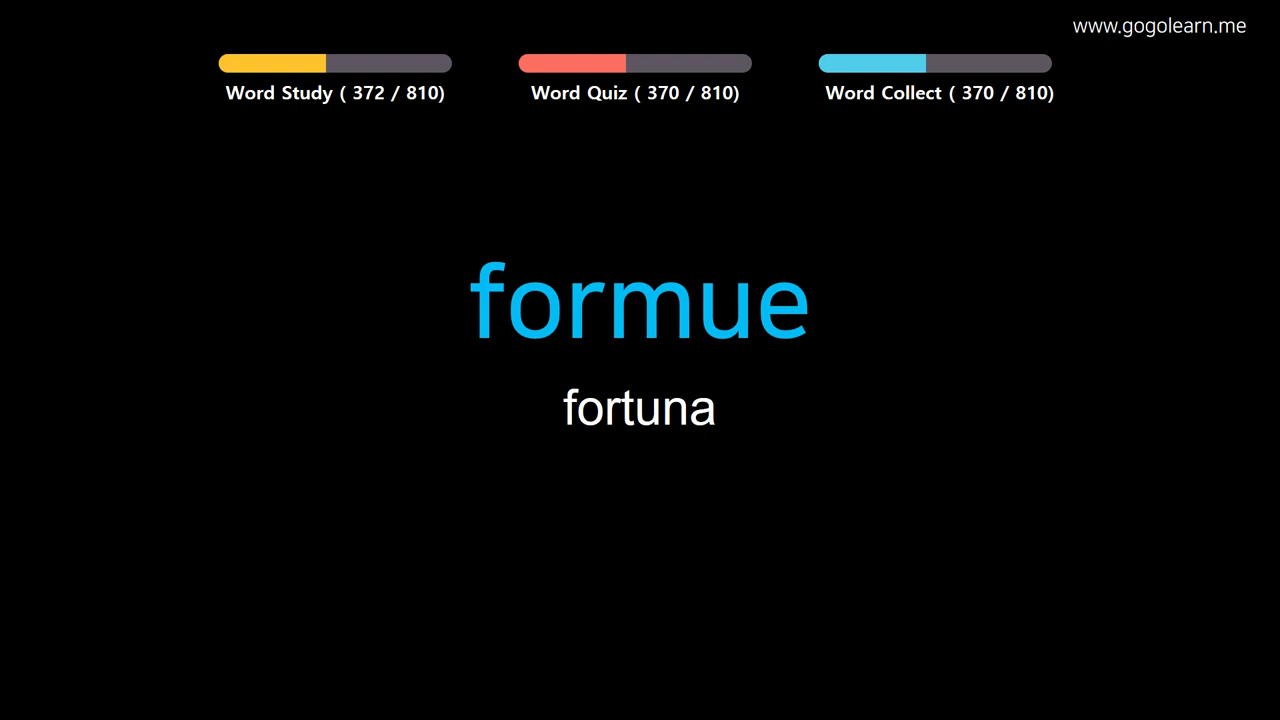 www.gogolearn.me
Word Study ( 372 / 810)
Word Quiz ( 370 / 810)
Word Collect ( 370 / 810)
formue
fortuna